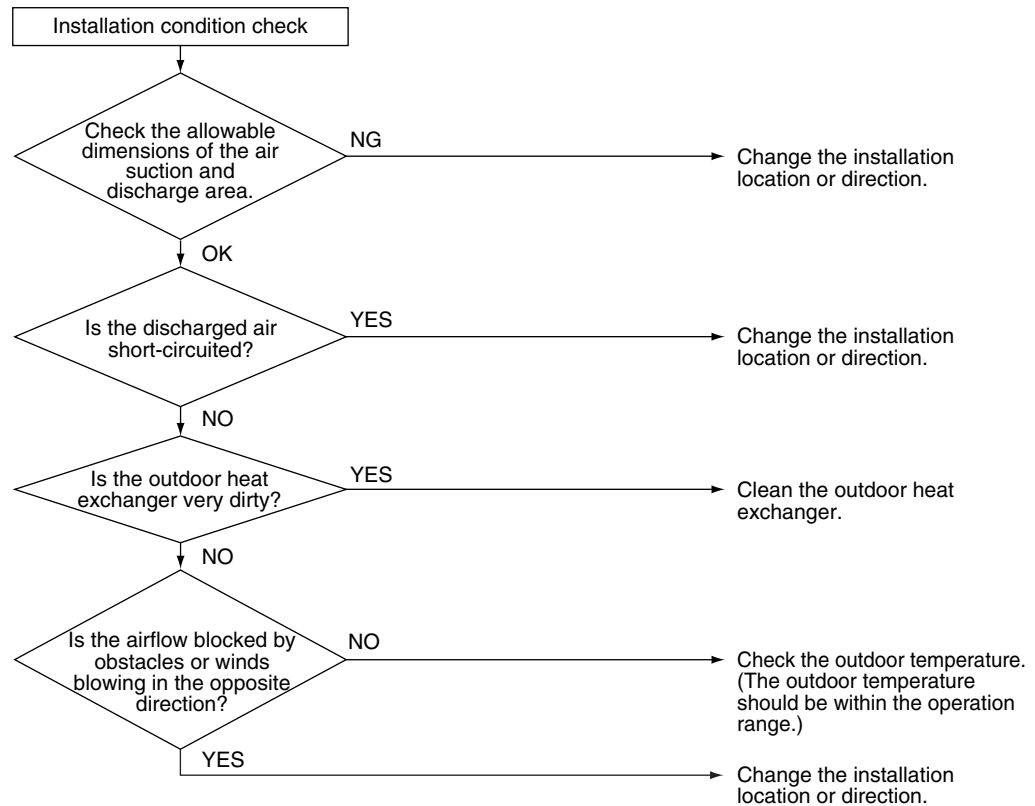 Installation condition check
Check the allowable
dimensions of the air
suction and
discharge area.
NG
Change the installation
location or direction.
OK
Is the discharged air
short-circuited?
YES
Change the installation
location or direction.
NO
Is the outdoor heat
exchanger very dirty?
YES
Clean the outdoor heat
exchanger.
NO
Is the airflow blocked by
obstacles or winds
blowing in the opposite
direction?
NO
Check the outdoor temperature.
(The outdoor temperature
should be within the operation
range.)
YES
Change the installation
location or direction.